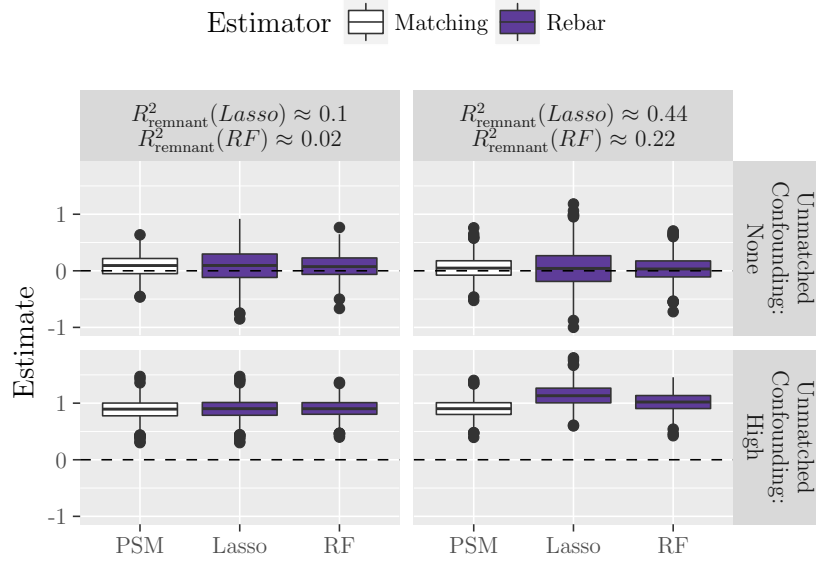 Estimator Matching Rebar
R²remnant(Lasso) ≈ 0.1
R²remnant(RF) ≈ 0.02
R²remnant(Lasso) ≈ 0.44
R²remnant(RF) ≈ 0.22
Estimate
1
0
-1
Unmatched
Confounding:
None
1
0
-1
Unmatched
Confounding:
High
PSM Lasso RF
PSM Lasso RF